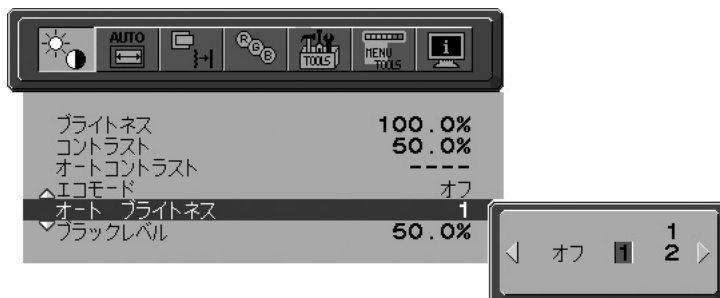 AUTO
RGB
TOOLS
MENU TOOLS
i
ブライトネス 100.0%
コントラスト 50.0%
オートコントラスト ----
エコモード オフ
オート ブライトネス 1
ブラックレベル 50.0%
1
オフ 1 2